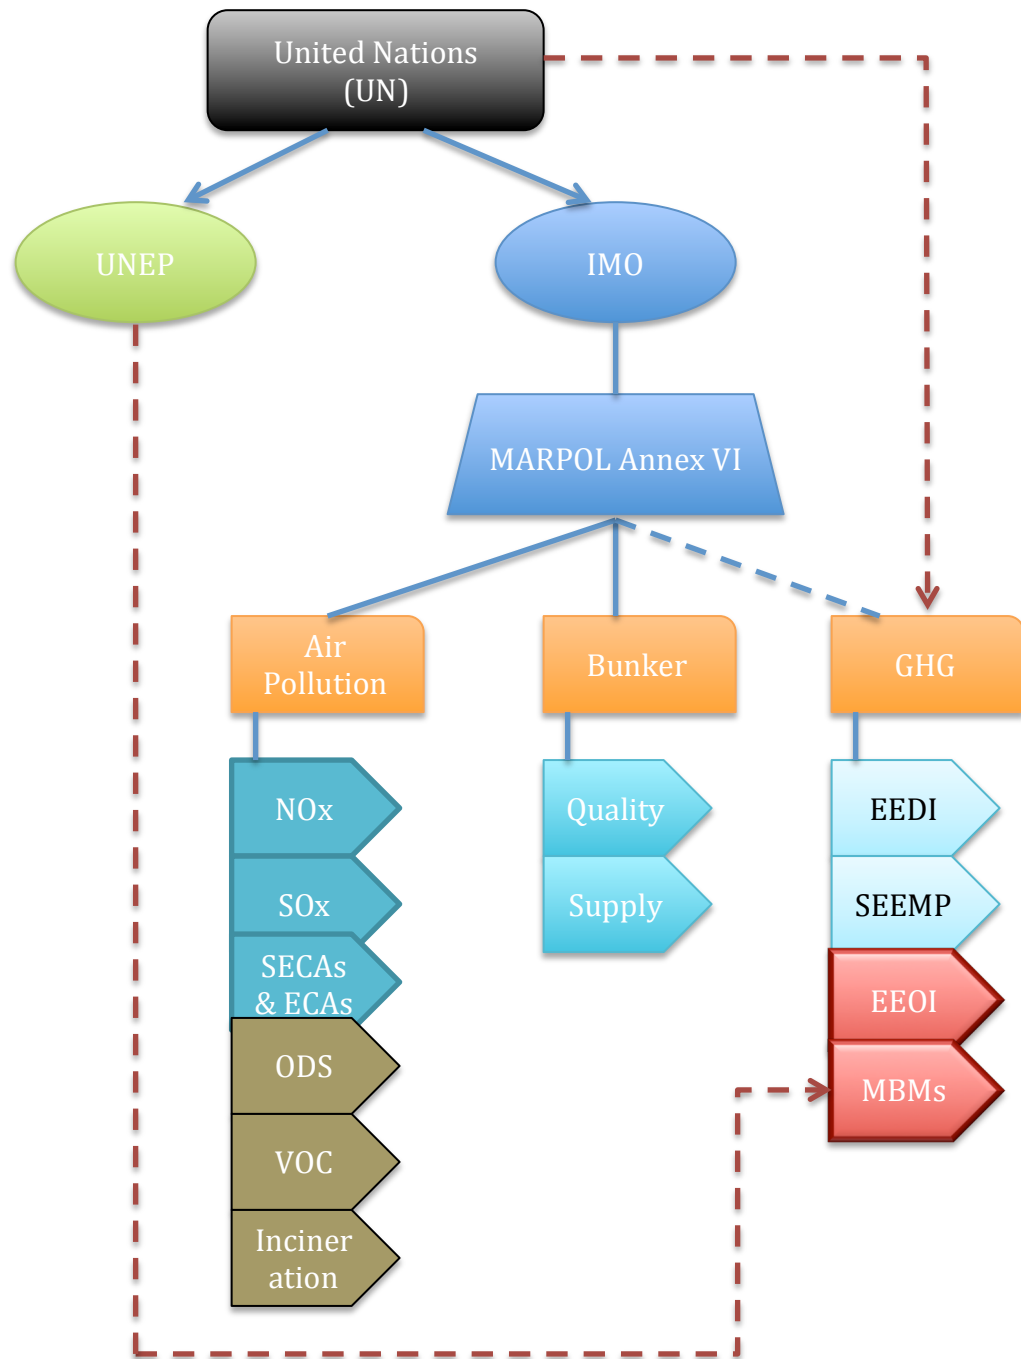 United Nations
(UN)
UNEP
IMO
MARPOL Annex VI
Air
Pollution
Bunker
GHG
NOx
SOx
SECAs
& ECAs
ODS
VOC
Inciner
ation
Quality
Supply
EEDI
SEEMP
EEOI
MBMs